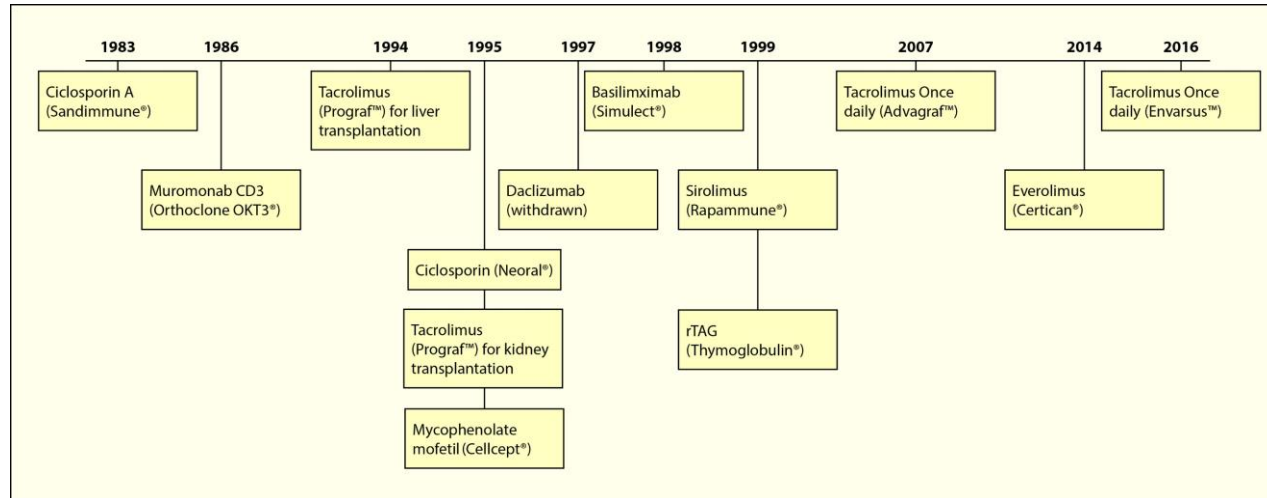 1983 1986 1994 1995 1997 1998 1999 2007 2014 2016
Ciclosporin A
(Sandimmune®)
Muromonab CD3
(Orthoclone OKT3®)
Tacrolimus
(Prograf™) for liver
transplantation
Ciclosporin (Neoral®)
Tacrolimus
(Prograf™) for kidney
transplantation
Mycophenolate
mofetil (Cellcept®)
Daclizumab
(withdrawn)
Basilimximab
(Simulect®)
Sirolimus
(Rapammune®)
rTAG
(Thymoglobulin®)
Tacrolimus Once
daily (Advagraf™)
Everolimus
(Certican®)
Tacrolimus Once
daily (Envarsus™)